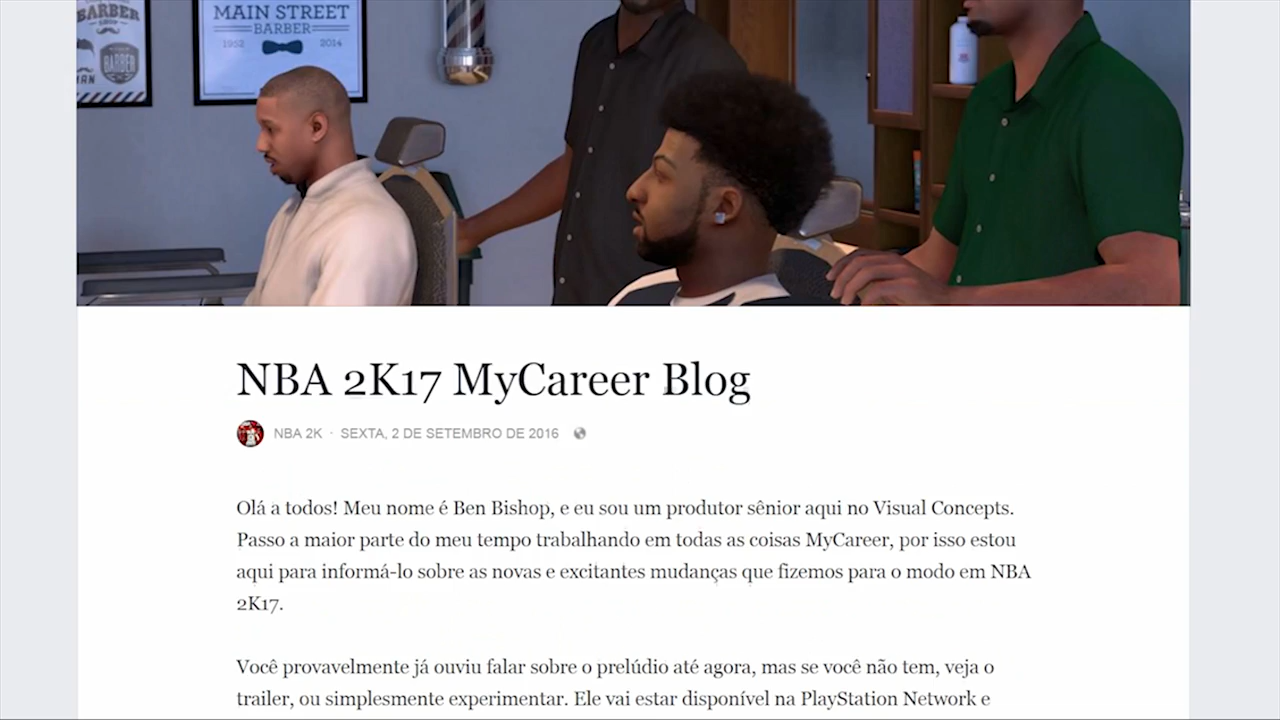 BARBER
SHOP
BARBER
MAIN STREET
BARBER
1952
2014
NBA 2K17 MyCareer Blog
NBA 2K · SEXTA, 2 DE SETEMBRO DE 2016
Olá a todos! Meu nome é Ben Bishop, e eu sou um produtor sênior aqui no Visual Concepts.
Passo a maior parte do meu tempo trabalhando em todas as coisas MyCareer, por isso estou
aqui para informá-lo sobre as novas e excitantes mudanças que fizemos para o modo em NBA
2K17.
Você provavelmente já ouviu falar sobre o prelúdio até agora, mas se você não tem, veja o
trailer, ou simplesmente experimentar. Ele vai estar disponível na PlayStation Network e